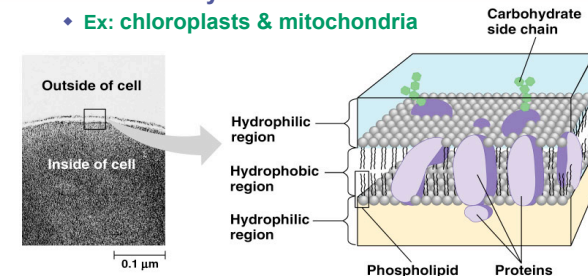 Ex: chloroplasts & mitochondria
Carbohydrate
side chain
Outside of cell
Inside of cell
0.1 µm
Hydrophilic
region
Hydrophobic
region
Hydrophilic
region
Phospholipid
Proteins